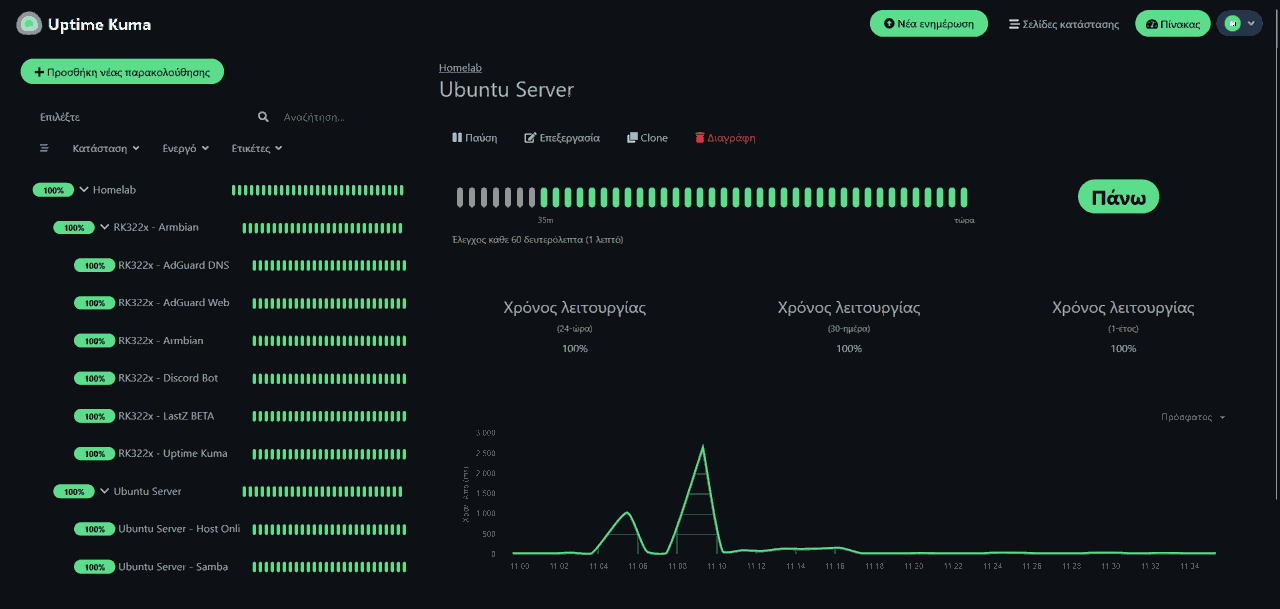 Uptime Kuma
Νέα ενημέρωση
Σελίδες κατάστασης
Πίνακας
Προσθήκη νέας παρακολούθησης
Επιλέξτε
Αναζήτηση...
Κατάσταση
Ενεργό
Ετικέτες
100% Homelab
100% RK322x - Armbian
100% RK322x - AdGuard DNS
100% RK322x - AdGuard Web
100% RK322x - Armbian
100% RK322x - Discord Bot
100% RK322x - LastZ BETA
100% RK322x - Uptime Kuma
100% Ubuntu Server
100% Ubuntu Server - Host Onli
100% Ubuntu Server - Samba
Homelab
Ubuntu Server
Παύση
Επεξεργασία
Clone
Διαγραφή
35m
τώρα
Έλεγχος κάθε 60 δευτερόλεπτα (1 λεπτό)
Πάνω
Χρόνος λειτουργίας
(24-ώρα)
100%
Χρόνος λειτουργίας
(30-ημέρα)
100%
Χρόνος λειτουργίας
(1-έτος)
100%
Πρόσφατος
3 000
2 500
2 000
1 500
1 000
500
0
11:00 11:02 11:04 11:06 11:08 11:10 11:12 11:14 11:16 11:18 11:20 11:22 11:24 11:26 11:28 11:30 11:32 11:34